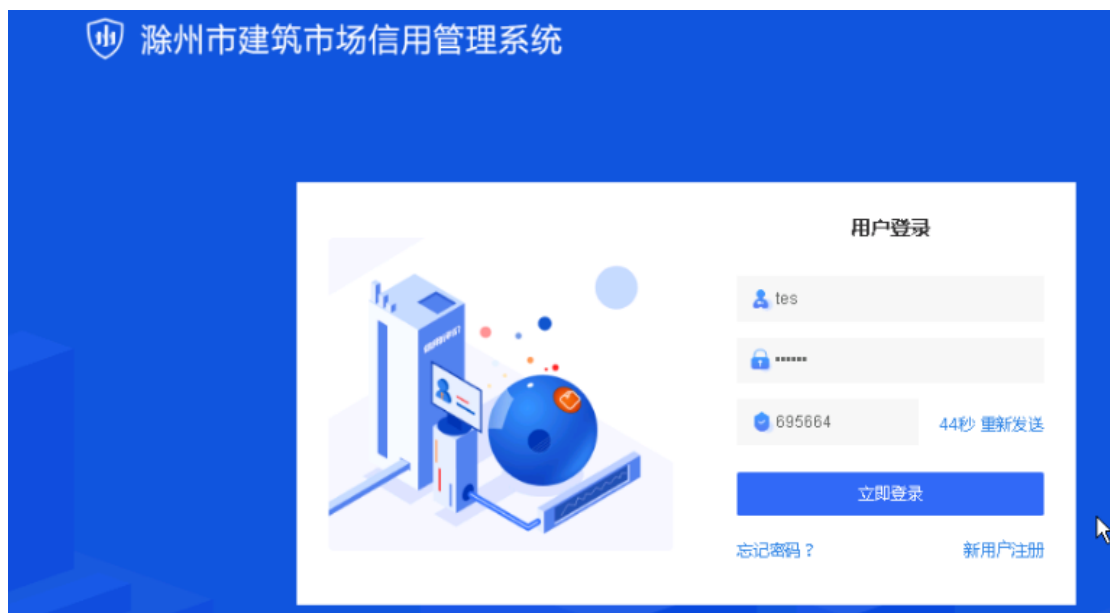 滁州市建筑市场信用管理系统
用户登录
tes
••••••
695664
44秒 重新发送
立即登录
忘记密码？
新用户注册